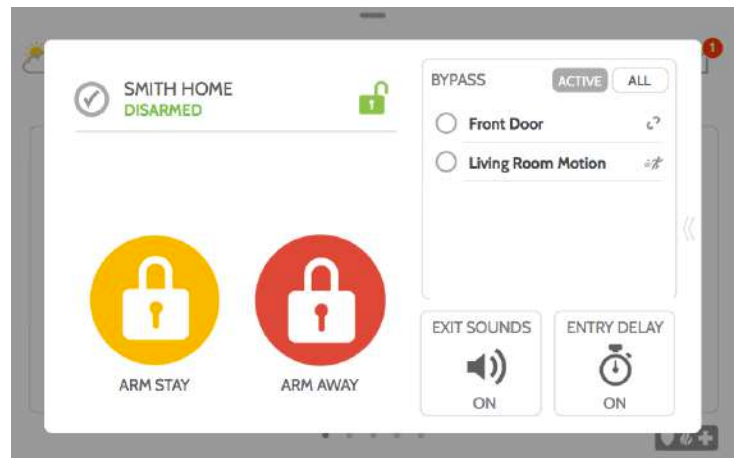 1
SMITH HOME
DISARMED
BYPASS
ACTIVE
ALL
Front Door
Living Room Motion
ARM STAY
ARM AWAY
EXIT SOUNDS
ON
ENTRY DELAY
ON